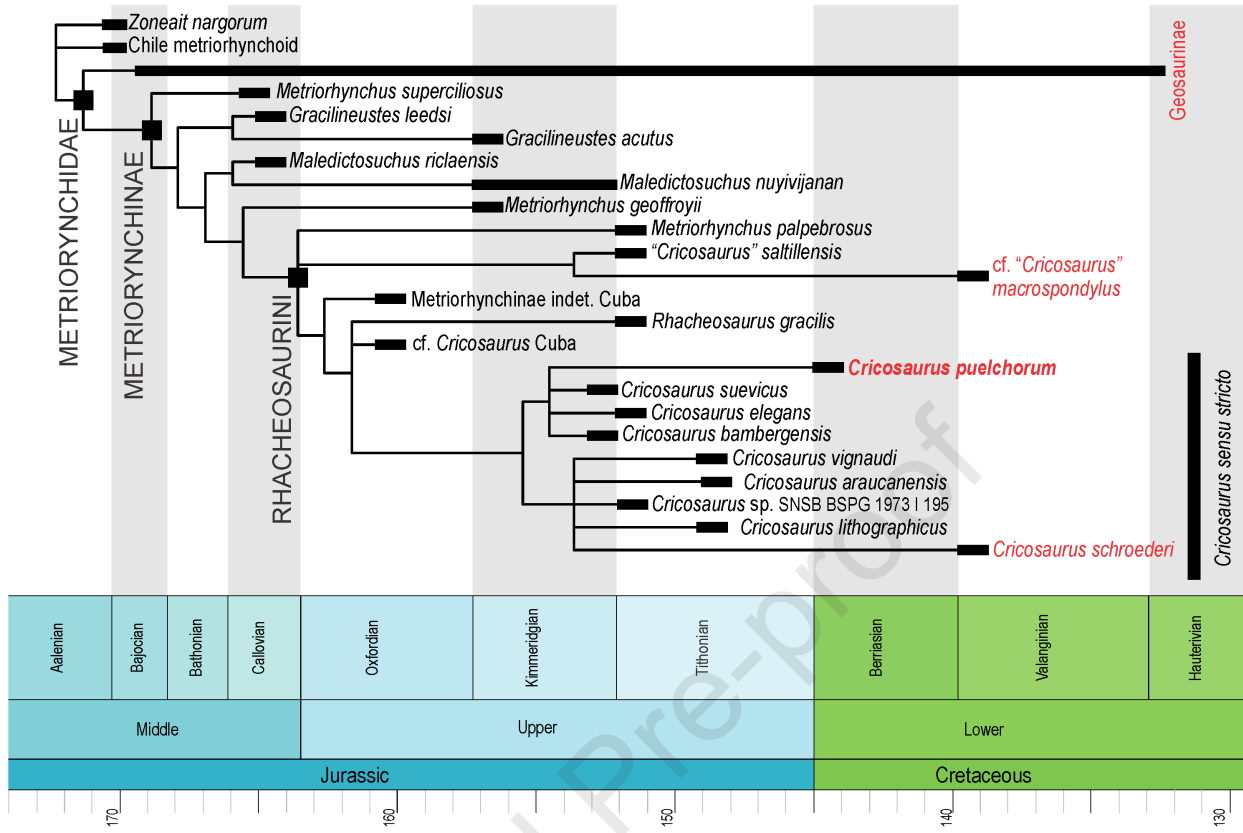 Zoneait nargorum
Chile metriorhynchoid
Geosaurinae
Metriorhynchus superciliosus
Gracilineustes leedsi
Gracilineustes acutus
Maledictosuchus riclaensis
Maledictosuchus nuyivijanan
Metriorhynchus geoffroyii
Metriorhynchus palpebrosus
“Cricosaurus” saltillensis
cf. “Cricosaurus”
macrospondylus
Metriorhynchinae indet. Cuba
Rhacheosaurus gracilis
cf. Cricosaurus Cuba
Cricosaurus puelchorum
Cricosaurus suevicus
Cricosaurus elegans
Cricosaurus bambergensis
Cricosaurus vignaudi
Cricosaurus araucanensis
Cricosaurus sp. SNSB BSPG 1973 I 195
Cricosaurus lithographicus
Cricosaurus schroederi
METRIORYNCHIDAE
METRIORYNCHINAE
RHACHEOSAURINI
Cricosaurus sensu stricto
Aalenian
Bajocian
Bathonian
Callovian
Oxfordian
Kimmeridgian
Tithonian
Berriasian
Valanginian
Hauterivian
Middle
Upper
Lower
Jurassic
Cretaceous
170
160
150
140
130
Pre-proof